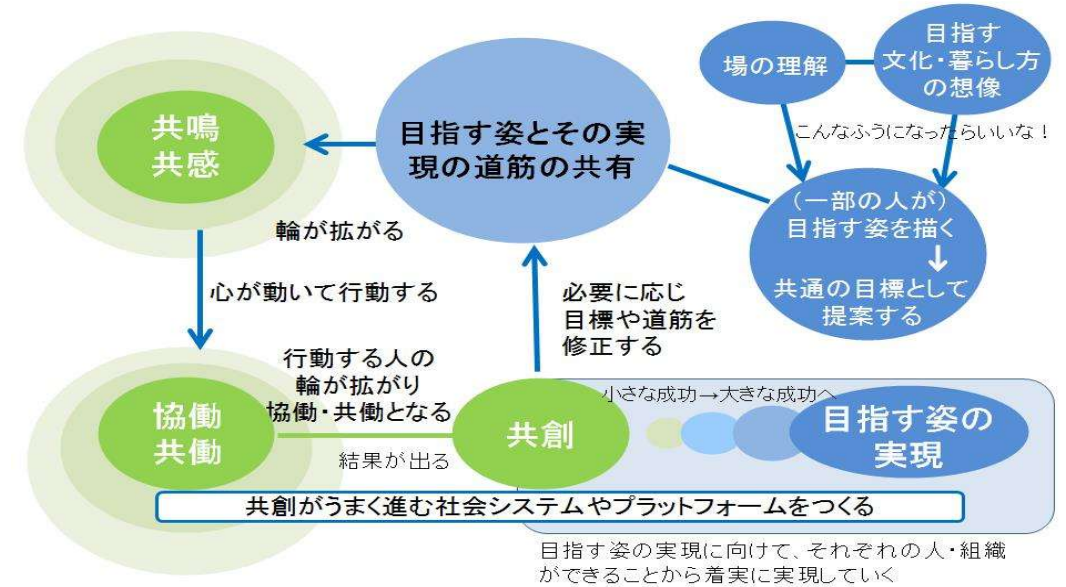 場の理解
目指す
文化・暮らし方
の想像
こんなふうになったらいいな！
（一部の人が）
目指す姿を描く
↓
共通の目標として
提案する
目指す姿とその実
現の道筋の共有
共鳴
共感
輪が拡がる
心が動いて行動する
協働
共働
行動する人の
輪が拡がり
協働・共働となる
結果が出る
共創
必要に応じ
目標や道筋を
修正する
小さな成功→大きな成功へ
目指す姿の
実現
共創がうまく進む社会システムやプラットフォームをつくる
目指す姿の実現に向けて、それぞれの人・組織
ができることから着実に実現していく